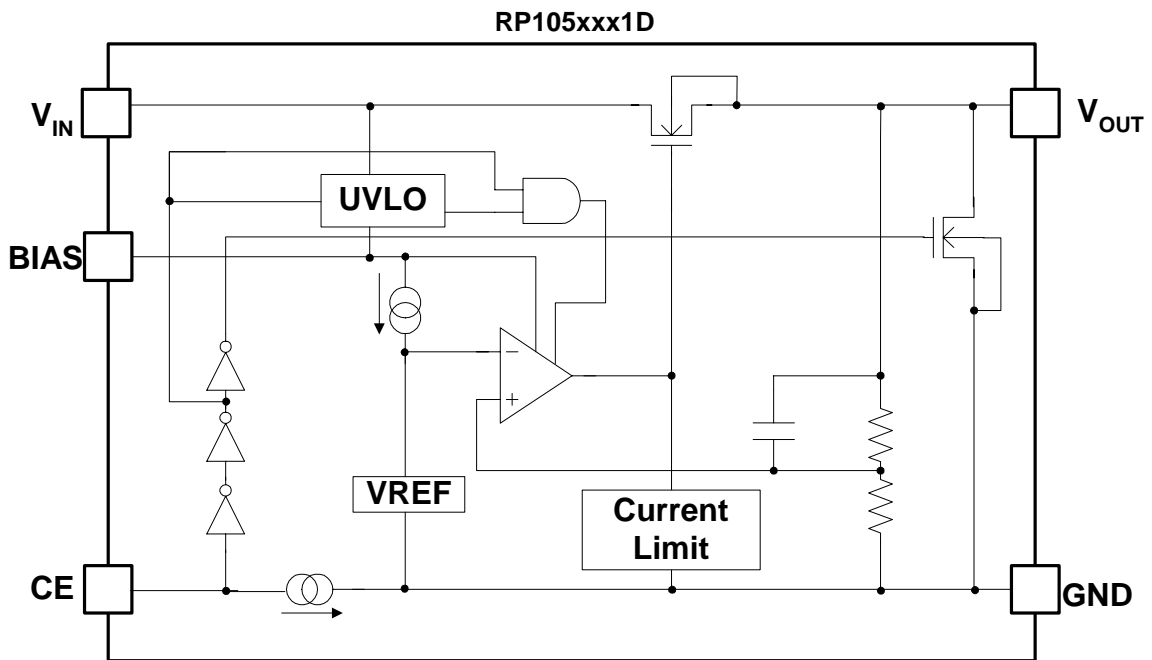 RP105xxx1D
VIN
VOUT
UVLO
BIAS
−
+
VREF
Current
Limit
CE
GND